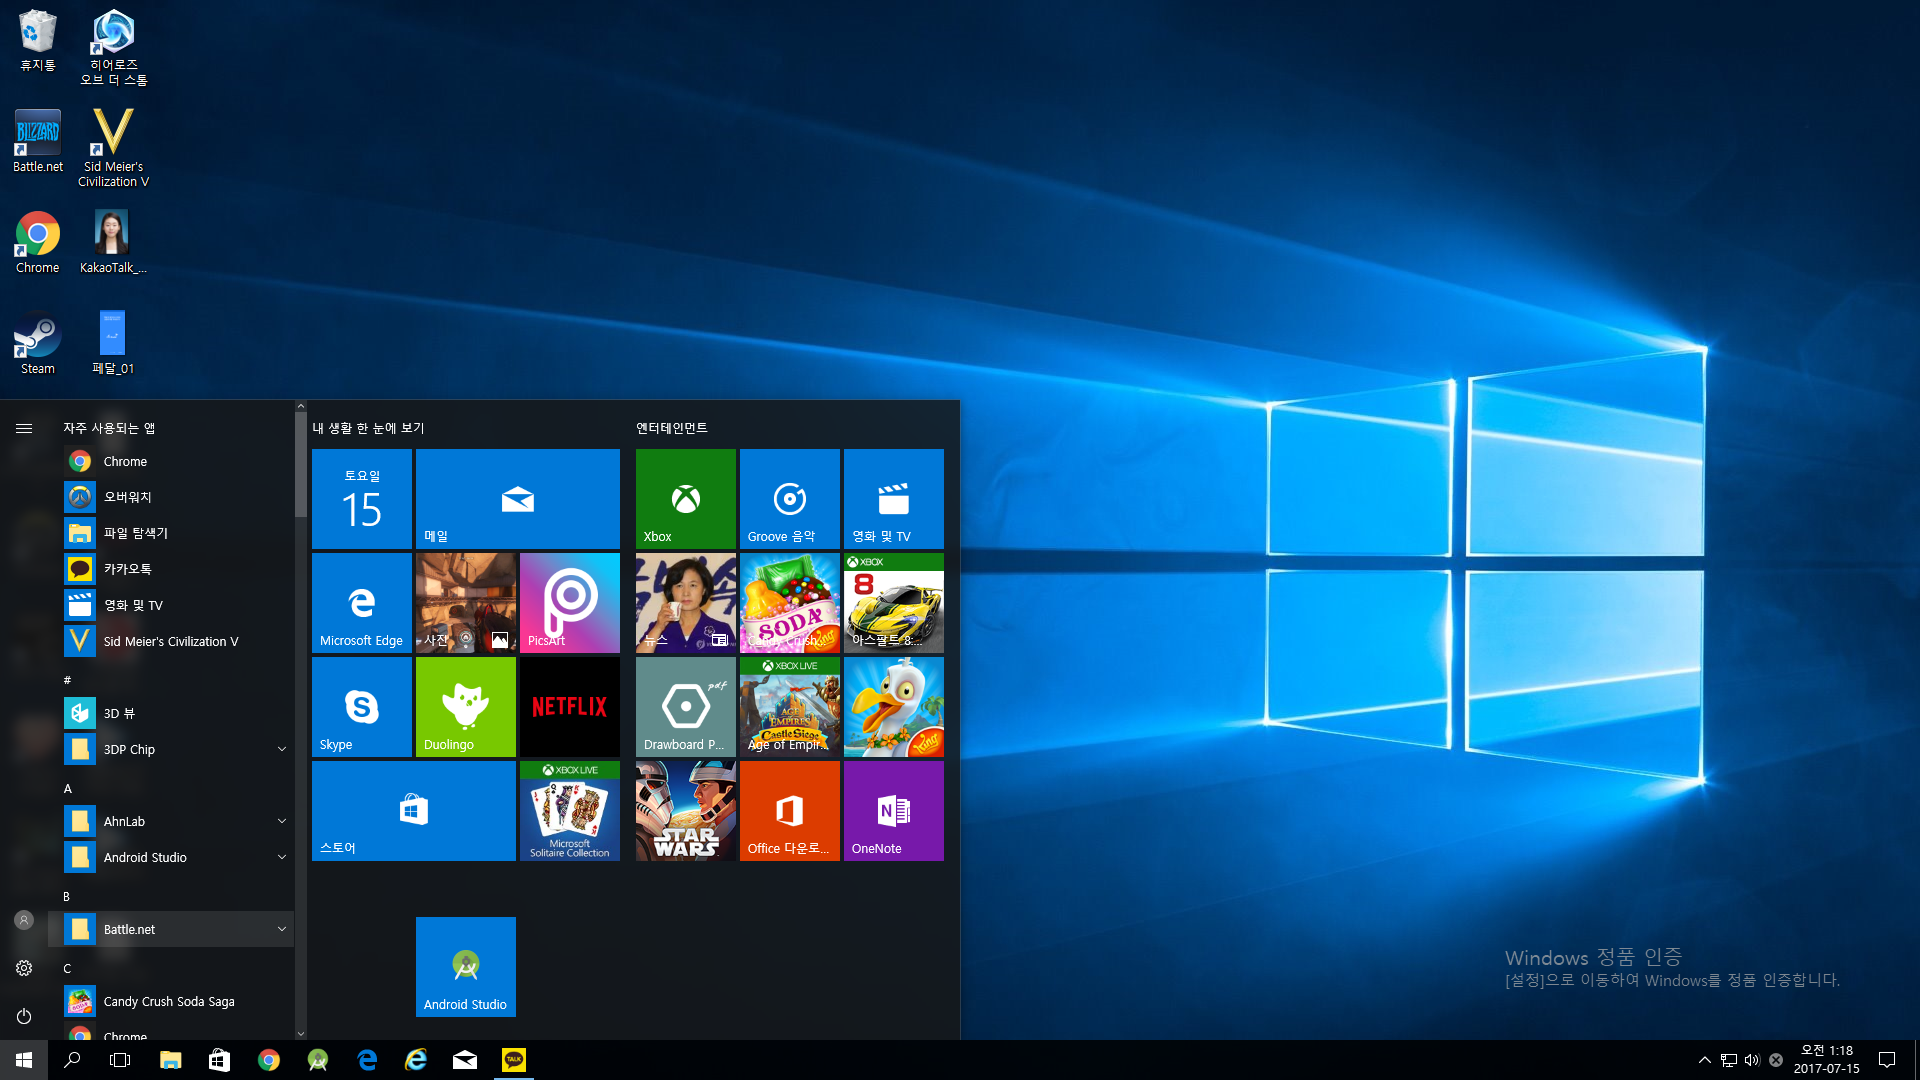 휴지통
히어로즈
오브 더 스톰
BLIZZARD
Battle.net
Sid Meier's
Civilization V
Chrome
KakaoTalk_...
Steam
페달_01
자주 사용되는 앱
Chrome
오버워치
파일 탐색기
카카오톡
영화 및 TV
Sid Meier's Civilization V
#
3D 뷰
3DP Chip
A
AhnLab
Android Studio
B
Battle.net
C
Candy Crush Soda Saga
Chrome
내 생활 한 눈에 보기
토요일
15
메일
Microsoft Edge
사진
PicsArt
Skype
Duolingo
NETFLIX
스토어
XBOX LIVE
Microsoft
Solitaire Collection
Android Studio
엔터테인먼트
Xbox
Groove 음악
영화 및 TV
뉴스
SODA
King
Candy Crush...
XBOX
8
아스팔트 8:...
pdf
Drawboard P...
XBOX LIVE
AGE
OF
EMPIRES
Castle Siege
Age of Empir...
King
STAR
WARS
Office 다운로...
OneNote
Windows 정품 인증
[설정]으로 이동하여 Windows를 정품 인증합니다.
TALK
오전 1:18
2017-07-15